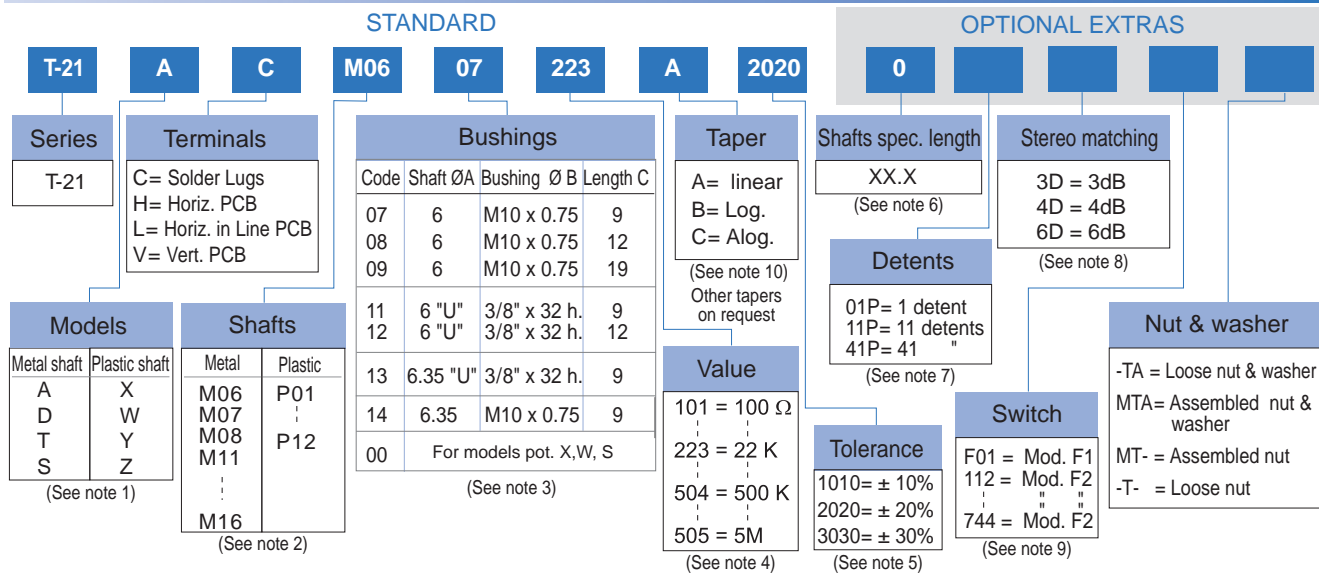 STANDARD
OPTIONAL EXTRAS
T-21 A C M06 07 223 A 2020 0
Series
T-21
Terminals
C= Solder Lugs
H= Horiz. PCB
L= Horiz. in Line PCB
V= Vert. PCB
Models
Metal shaft Plastic shaft
A X
D W
T Y
S Z
(See note 1)
Shafts
Metal Plastic
M06 P01
M07
M08 P12
M11
M16
(See note 2)
Bushings
Code Shaft ØA Bushing Ø B Length C
07 6 M10 x 0.75 9
08 6 M10 x 0.75 12
09 6 M10 x 0.75 19
11 6 "U" 3/8" x 32 h. 9
12 6 "U" 3/8" x 32 h. 12
13 6.35 "U" 3/8" x 32 h. 9
14 6.35 M10 x 0.75 9
00 For models pot. X,W, S
(See note 3)
Taper
A= linear
B= Log.
C= Alog.
(See note 10)
Other tapers
on request
Value
101 = 100 Ω
223 = 22 K
504 = 500 K
505 = 5M
(See note 4)
Tolerance
1010= ± 10%
2020= ± 20%
3030= ± 30%
(See note 5)
Shafts spec. length
XX.X
(See note 6)
Detents
01P= 1 detent
11P= 11 detents
41P= 41 "
(See note 7)
Stereo matching
3D = 3dB
4D = 4dB
6D = 6dB
(See note 8)
Switch
F01 = Mod. F1
112 = Mod. F2
" "
744 = Mod. F2
(See note 9)
Nut & washer
-TA = Loose nut & washer
MTA= Assembled nut &
washer
MT- = Assembled nut
-T- = Loose nut